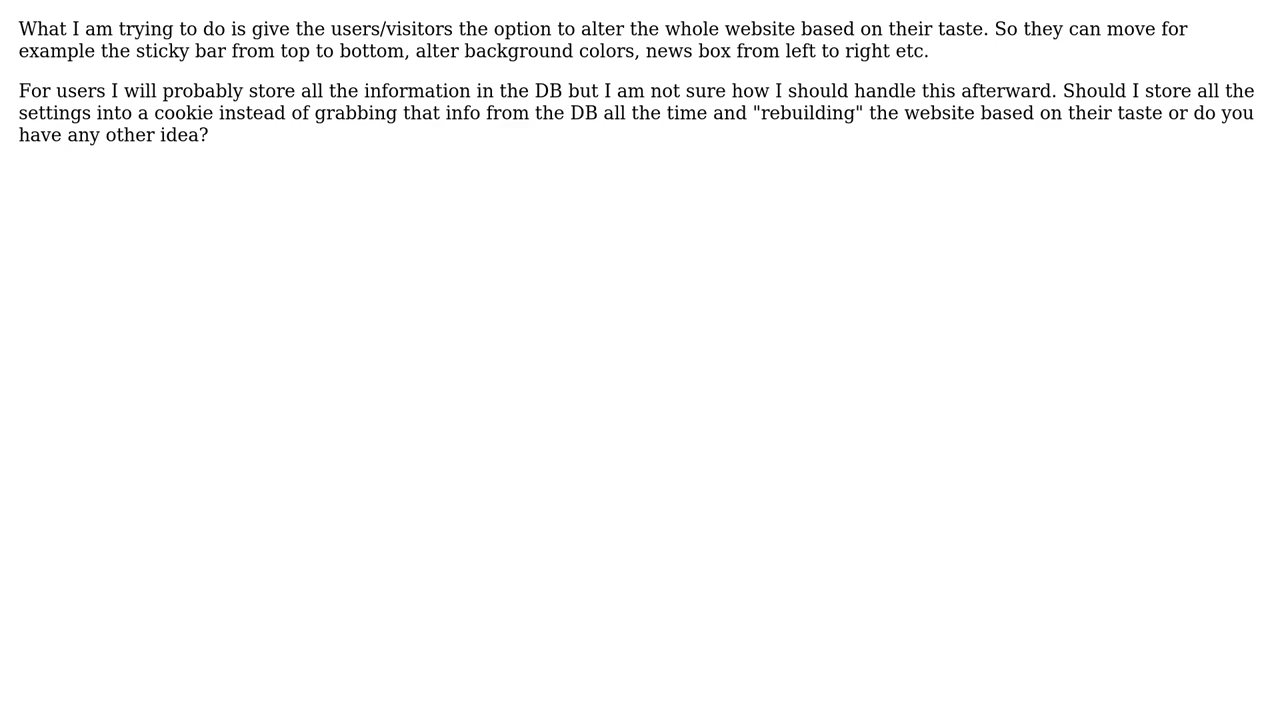 What I am trying to do is give the users/visitors the option to alter the whole website based on their taste. So they can move for
example the sticky bar from top to bottom, alter background colors, news box from left to right etc.
For users I will probably store all the information in the DB but I am not sure how I should handle this afterward. Should I store all the
settings into a cookie instead of grabbing that info from the DB all the time and "rebuilding" the website based on their taste or do you
have any other idea?